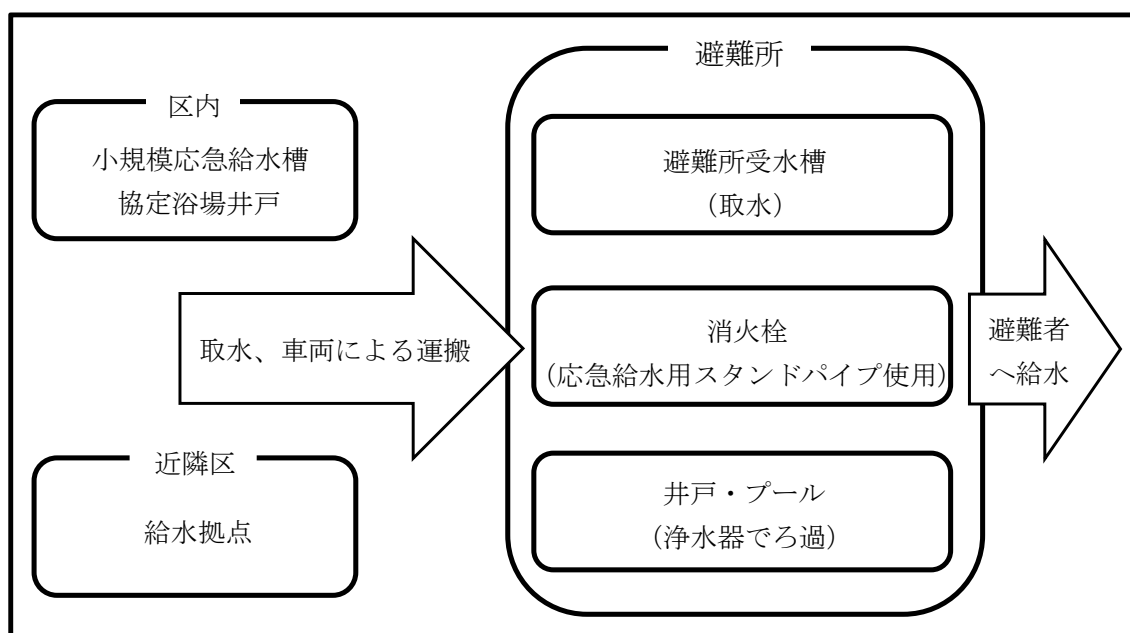 区内
小規模応急給水槽
協定浴場井戸
取水、車両による運搬
近隣区
給水拠点
避難所
避難所受水槽
（取水）
消火栓
（応急給水用スタンドパイプ使用）
井戸・プール
（浄水器でろ過）
避難者
へ給水